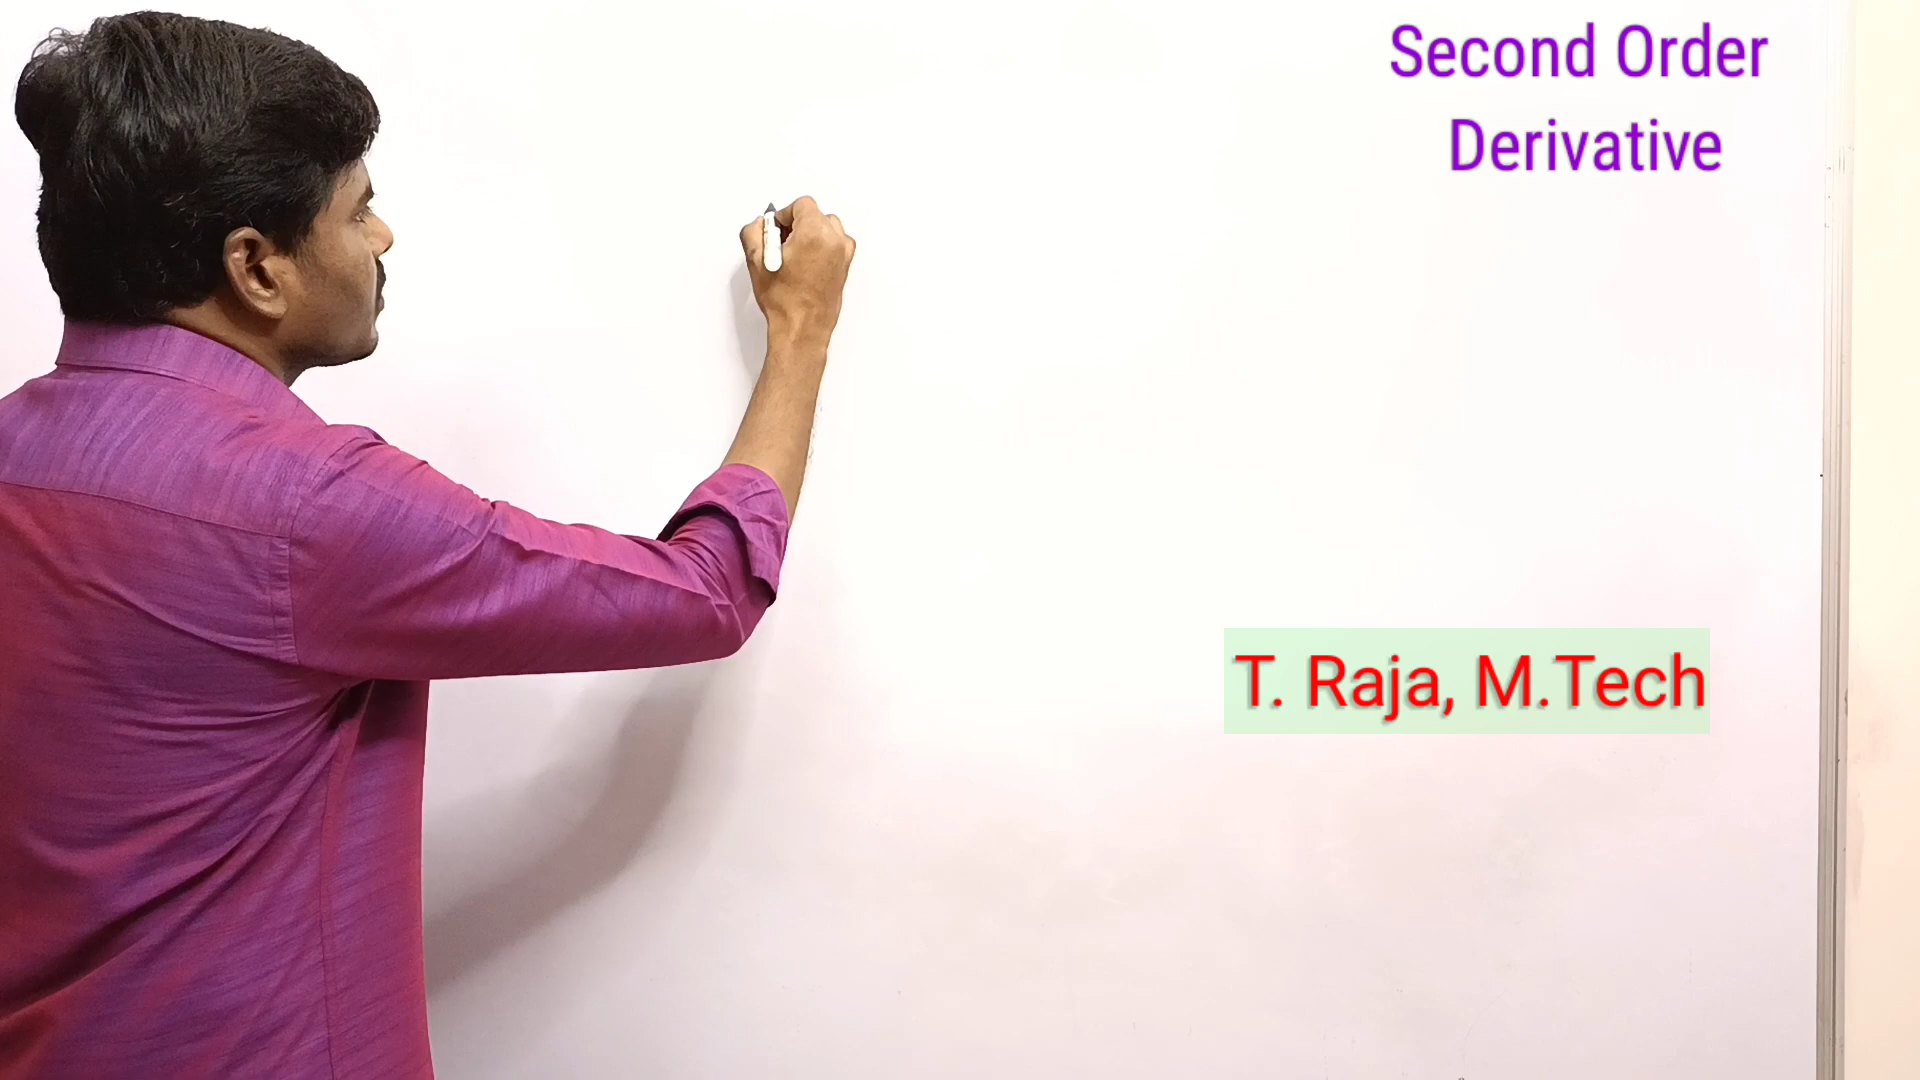 Second Order
Derivative
T. Raja, M.Tech